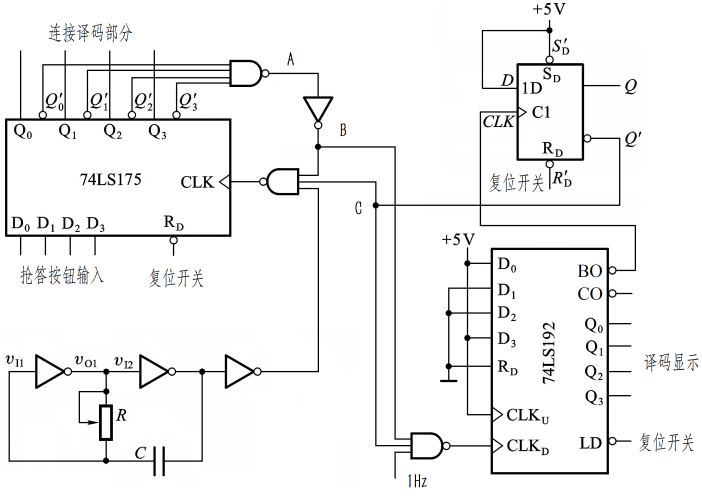 连接译码部分
A
Q′0 Q′1 Q′2 Q′3
Q0 Q1 Q2 Q3
74LS175
CLK
D0 D1 D2 D3 RD
抢答按钮输入
复位开关
B
C
+5V
S′D
SD
D 1D
Q
CLK C1
Q′
RD
复位开关 R′D
+5V
D0 BO
D1 CO
D2 Q0
D3 Q1
RD Q2
Q3
74LS192
译码显示
CLKU
CLKD
LD 复位开关
1Hz
vI1 vO1 vI2
R
C